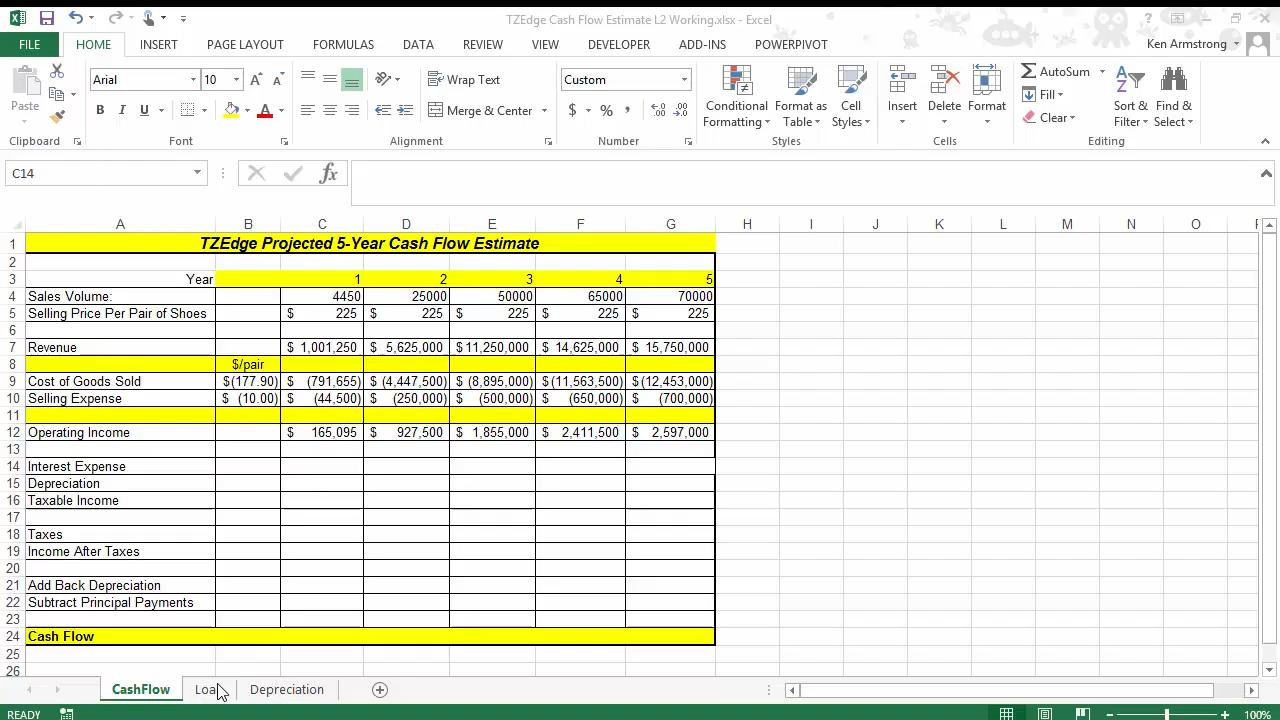 TZEdge Cash Flow Estimate L2 Working.xlsx - Excel
FILE HOME INSERT PAGE LAYOUT FORMULAS DATA REVIEW VIEW DEVELOPER ADD-INS POWERPIVOT Ken Armstrong
Paste
Arial 10
B I U
Wrap Text
Merge & Center
Custom
$ % ,
Conditional Formatting
Format as Table
Cell Styles
Insert Delete Format
AutoSum
Fill
Clear
Sort & Filter
Find & Select
Clipboard Font Alignment Number Styles Cells Editing
C14 fx
A B C D E F G H I J K L M N O
1 TZEdge Projected 5-Year Cash Flow Estimate
2
3 Year 1 2 3 4 5
4 Sales Volume: 4450 25000 50000 65000 70000
5 Selling Price Per Pair of Shoes $ 225 $ 225 $ 225 $ 225 $ 225
6
7 Revenue $ 1,001,250 $ 5,625,000 $ 11,250,000 $ 14,625,000 $ 15,750,000
8 $/pair
9 Cost of Goods Sold $(177.90) $ (791,655) $ (4,447,500) $ (8,895,000) $(11,563,500) $(12,453,000)
10 Selling Expense $ (10.00) $ (44,500) $ (250,000) $ (500,000) $ (650,000) $ (700,000)
11
12 Operating Income $ 165,095 $ 927,500 $ 1,855,000 $ 2,411,500 $ 2,597,000
13
14 Interest Expense
15 Depreciation
16 Taxable Income
17
18 Taxes
19 Income After Taxes
20
21 Add Back Depreciation
22 Subtract Principal Payments
23
24 Cash Flow
25
26
CashFlow Depreciation
READY 100%